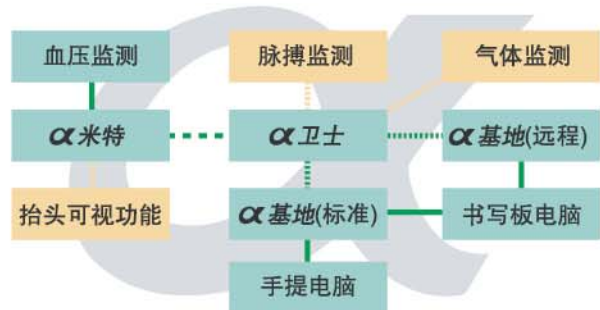 血压监测
脉搏监测
气体监测
α米特
α卫士
α基地(远程)
抬头可视功能
α基地(标准)
书写板电脑
手提电脑